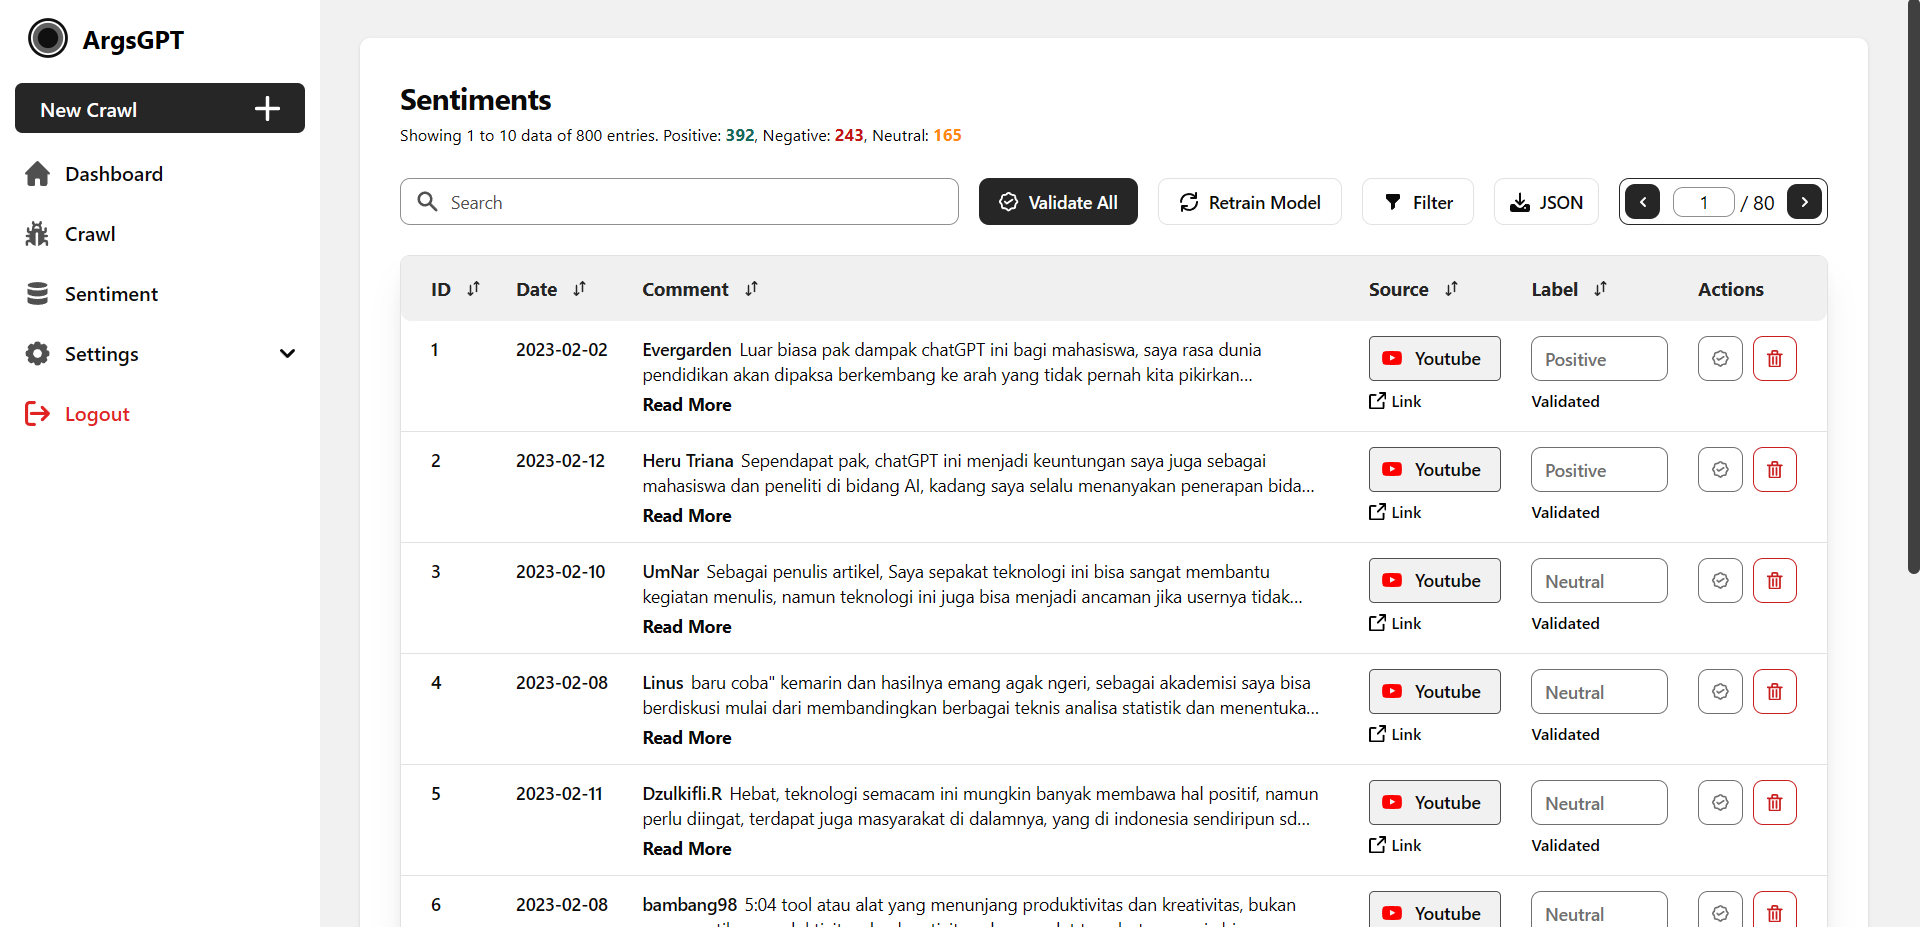 ArgsGPT
New Crawl
Dashboard
Crawl
Sentiment
Settings
Logout
Sentiments
Showing 1 to 10 data of 800 entries. Positive: 392, Negative: 243, Neutral: 165
Search
Validate All
Retrain Model
Filter
JSON
1 / 80
ID Date Comment Source Label Actions
1 2023-02-02 Evergarden Luar biasa pak dampak chatGPT ini bagi mahasiswa, saya rasa dunia Youtube Positive
pendidikan akan dipaksa berkembang ke arah yang tidak pernah kita pikirkan...
Read More Link Validated
2 2023-02-12 Heru Triana Sependapat pak, chatGPT ini menjadi keuntungan saya juga sebagai Youtube Positive
mahasiswa dan peneliti di bidang AI, kadang saya selalu menanyakan penerapan bida...
Read More Link Validated
3 2023-02-10 UmNar Sebagai penulis artikel, Saya sepakat teknologi ini bisa sangat membantu Youtube Neutral
kegiatan menulis, namun teknologi ini juga bisa menjadi ancaman jika usernya tidak...
Read More Link Validated
4 2023-02-08 Linus baru coba" kemarin dan hasilnya emang agak ngeri, sebagai akademisi saya bisa Youtube Neutral
berdiskusi mulai dari membandingkan berbagai teknis analisa statistik dan menentuka...
Read More Link Validated
5 2023-02-11 Dzulkifli.R Hebat, teknologi semacam ini mungkin banyak membawa hal positif, namun Youtube Neutral
perlu diingat, terdapat juga masyarakat di dalamnya, yang di indonesia sendiripun sd...
Read More Link Validated
6 2023-02-08 bambang98 5:04 tool atau alat yang menunjang produktivitas dan kreativitas, bukan Youtube Neutral